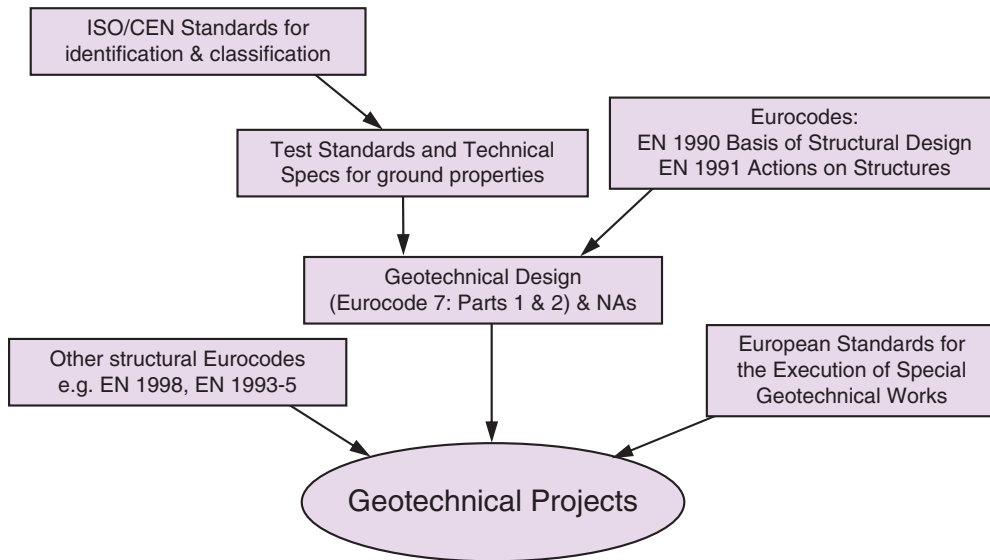 ISO/CEN Standards for
identification & classification
Test Standards and Technical
Specs for ground properties
Eurocodes:
EN 1990 Basis of Structural Design
EN 1991 Actions on Structures
Geotechnical Design
(Eurocode 7: Parts 1 & 2) & NAs
Other structural Eurocodes
e.g. EN 1998, EN 1993-5
European Standards for
the Execution of Special
Geotechnical Works
Geotechnical Projects